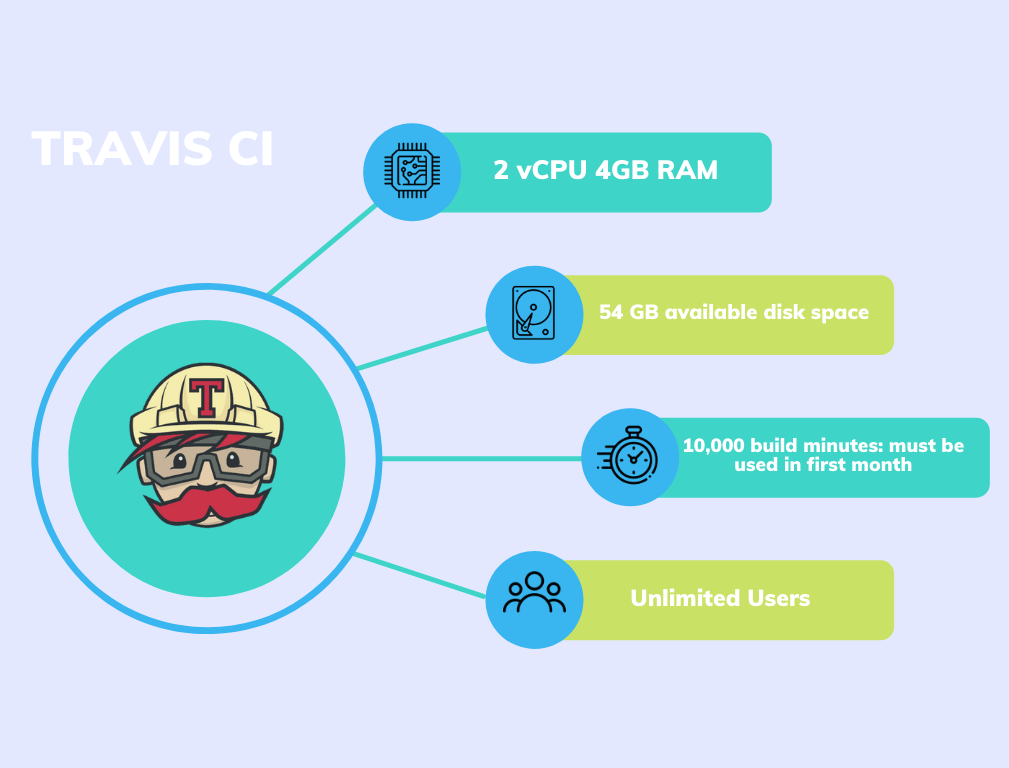 TRAVIS CI
2 vCPU 4GB RAM
54 GB available disk space
T
10,000 build minutes: must be
used in first month
Unlimited Users